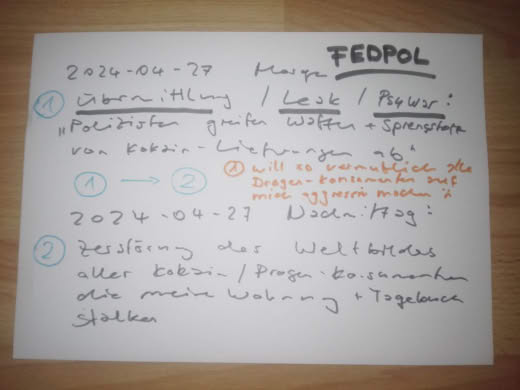 FEDPOL
2024-04-27 Morgen
① Übermittlung / Leak / PsyWar:
„Polizisten greifen Waffen + Sprengstoff
von Kokain-Lieferungen ab“
① → ②
② will so vermutlich alle
Drogen-Konsumenten auf
mich aggressiv machen
2024-04-27 Nachmittag:
② Zerstörung des Weltbildes
aller Kokain/Drogen-Konsumenten
die meine Wohnung + Tagebuch
stalken